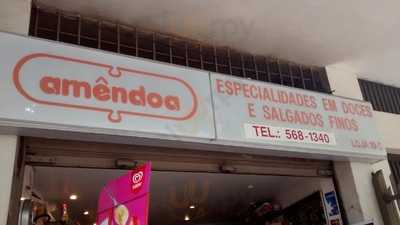 amêndoa
ESPECIALIDADES EM DOCES
E SALGADOS FINOS
TEL.: 568-1340